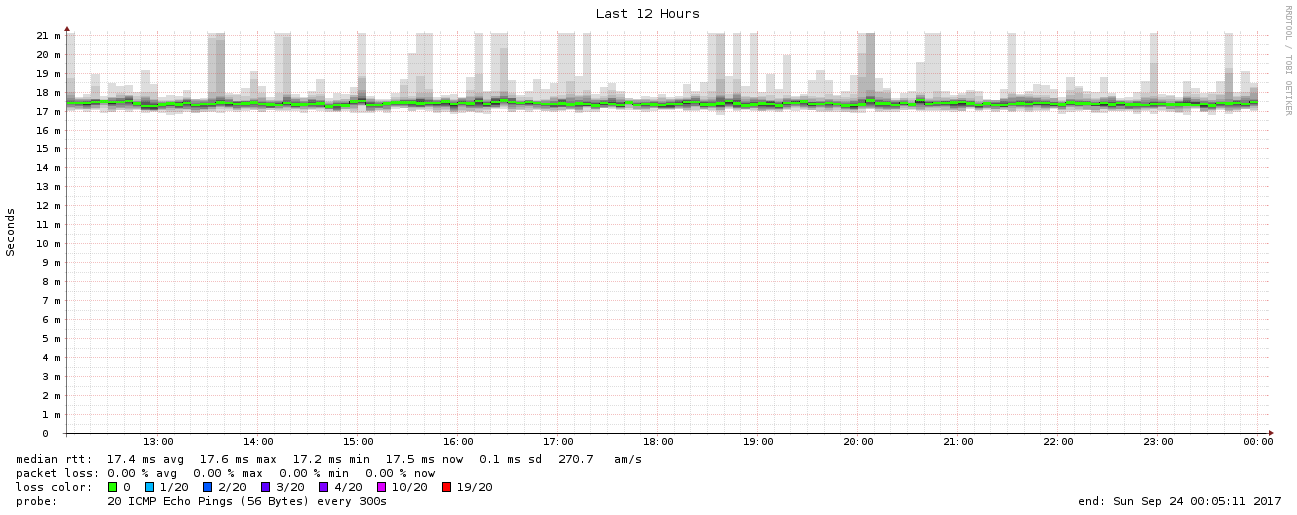 Last 12 Hours
RRDTOOL / TOBI OETIKER
Seconds
21 m
20 m
19 m
18 m
17 m
16 m
15 m
14 m
13 m
12 m
11 m
10 m
9 m
8 m
7 m
6 m
5 m
4 m
3 m
2 m
1 m
0
13:00 14:00 15:00 16:00 17:00 18:00 19:00 20:00 21:00 22:00 23:00 00:00
median rtt: 17.4 ms avg 17.6 ms max 17.2 ms min 17.5 ms now 0.1 ms sd 270.7 am/s
packet loss: 0.00 % avg 0.00 % max 0.00 % min 0.00 % now
loss color: 0 1/20 2/20 3/20 4/20 10/20 19/20
probe: 20 ICMP Echo Pings (56 Bytes) every 300s end: Sun Sep 24 00:05:11 2017